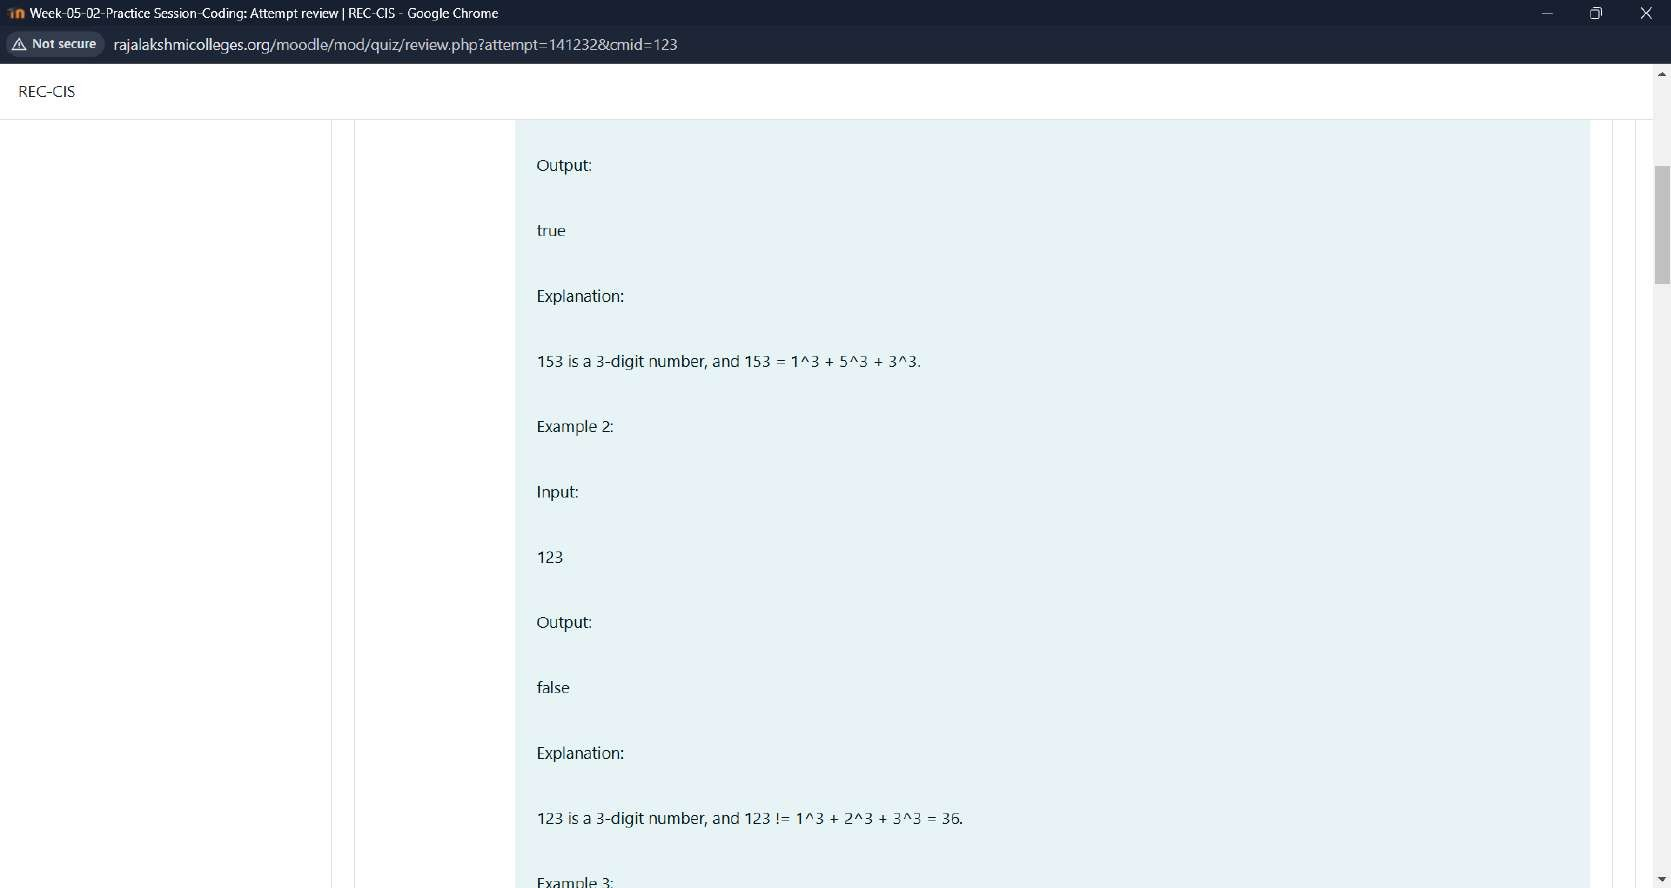 Week-05-02-Practice Session-Coding: Attempt review | REC-CIS - Google Chrome
Not secure rajalakshmicolleges.org/moodle/mod/quiz/review.php?attempt=141232&cmid=123
REC-CIS
Output:
true
Explanation:
153 is a 3-digit number, and 153 = 1^3 + 5^3 + 3^3.
Example 2:
Input:
123
Output:
false
Explanation:
123 is a 3-digit number, and 123 != 1^3 + 2^3 + 3^3 = 36.
Example 3: